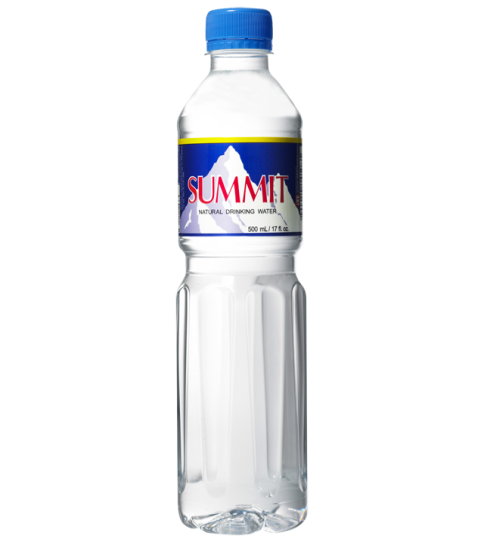 SUMMIT
NATURAL DRINKING WATER
500 mL / 17 fl. oz.